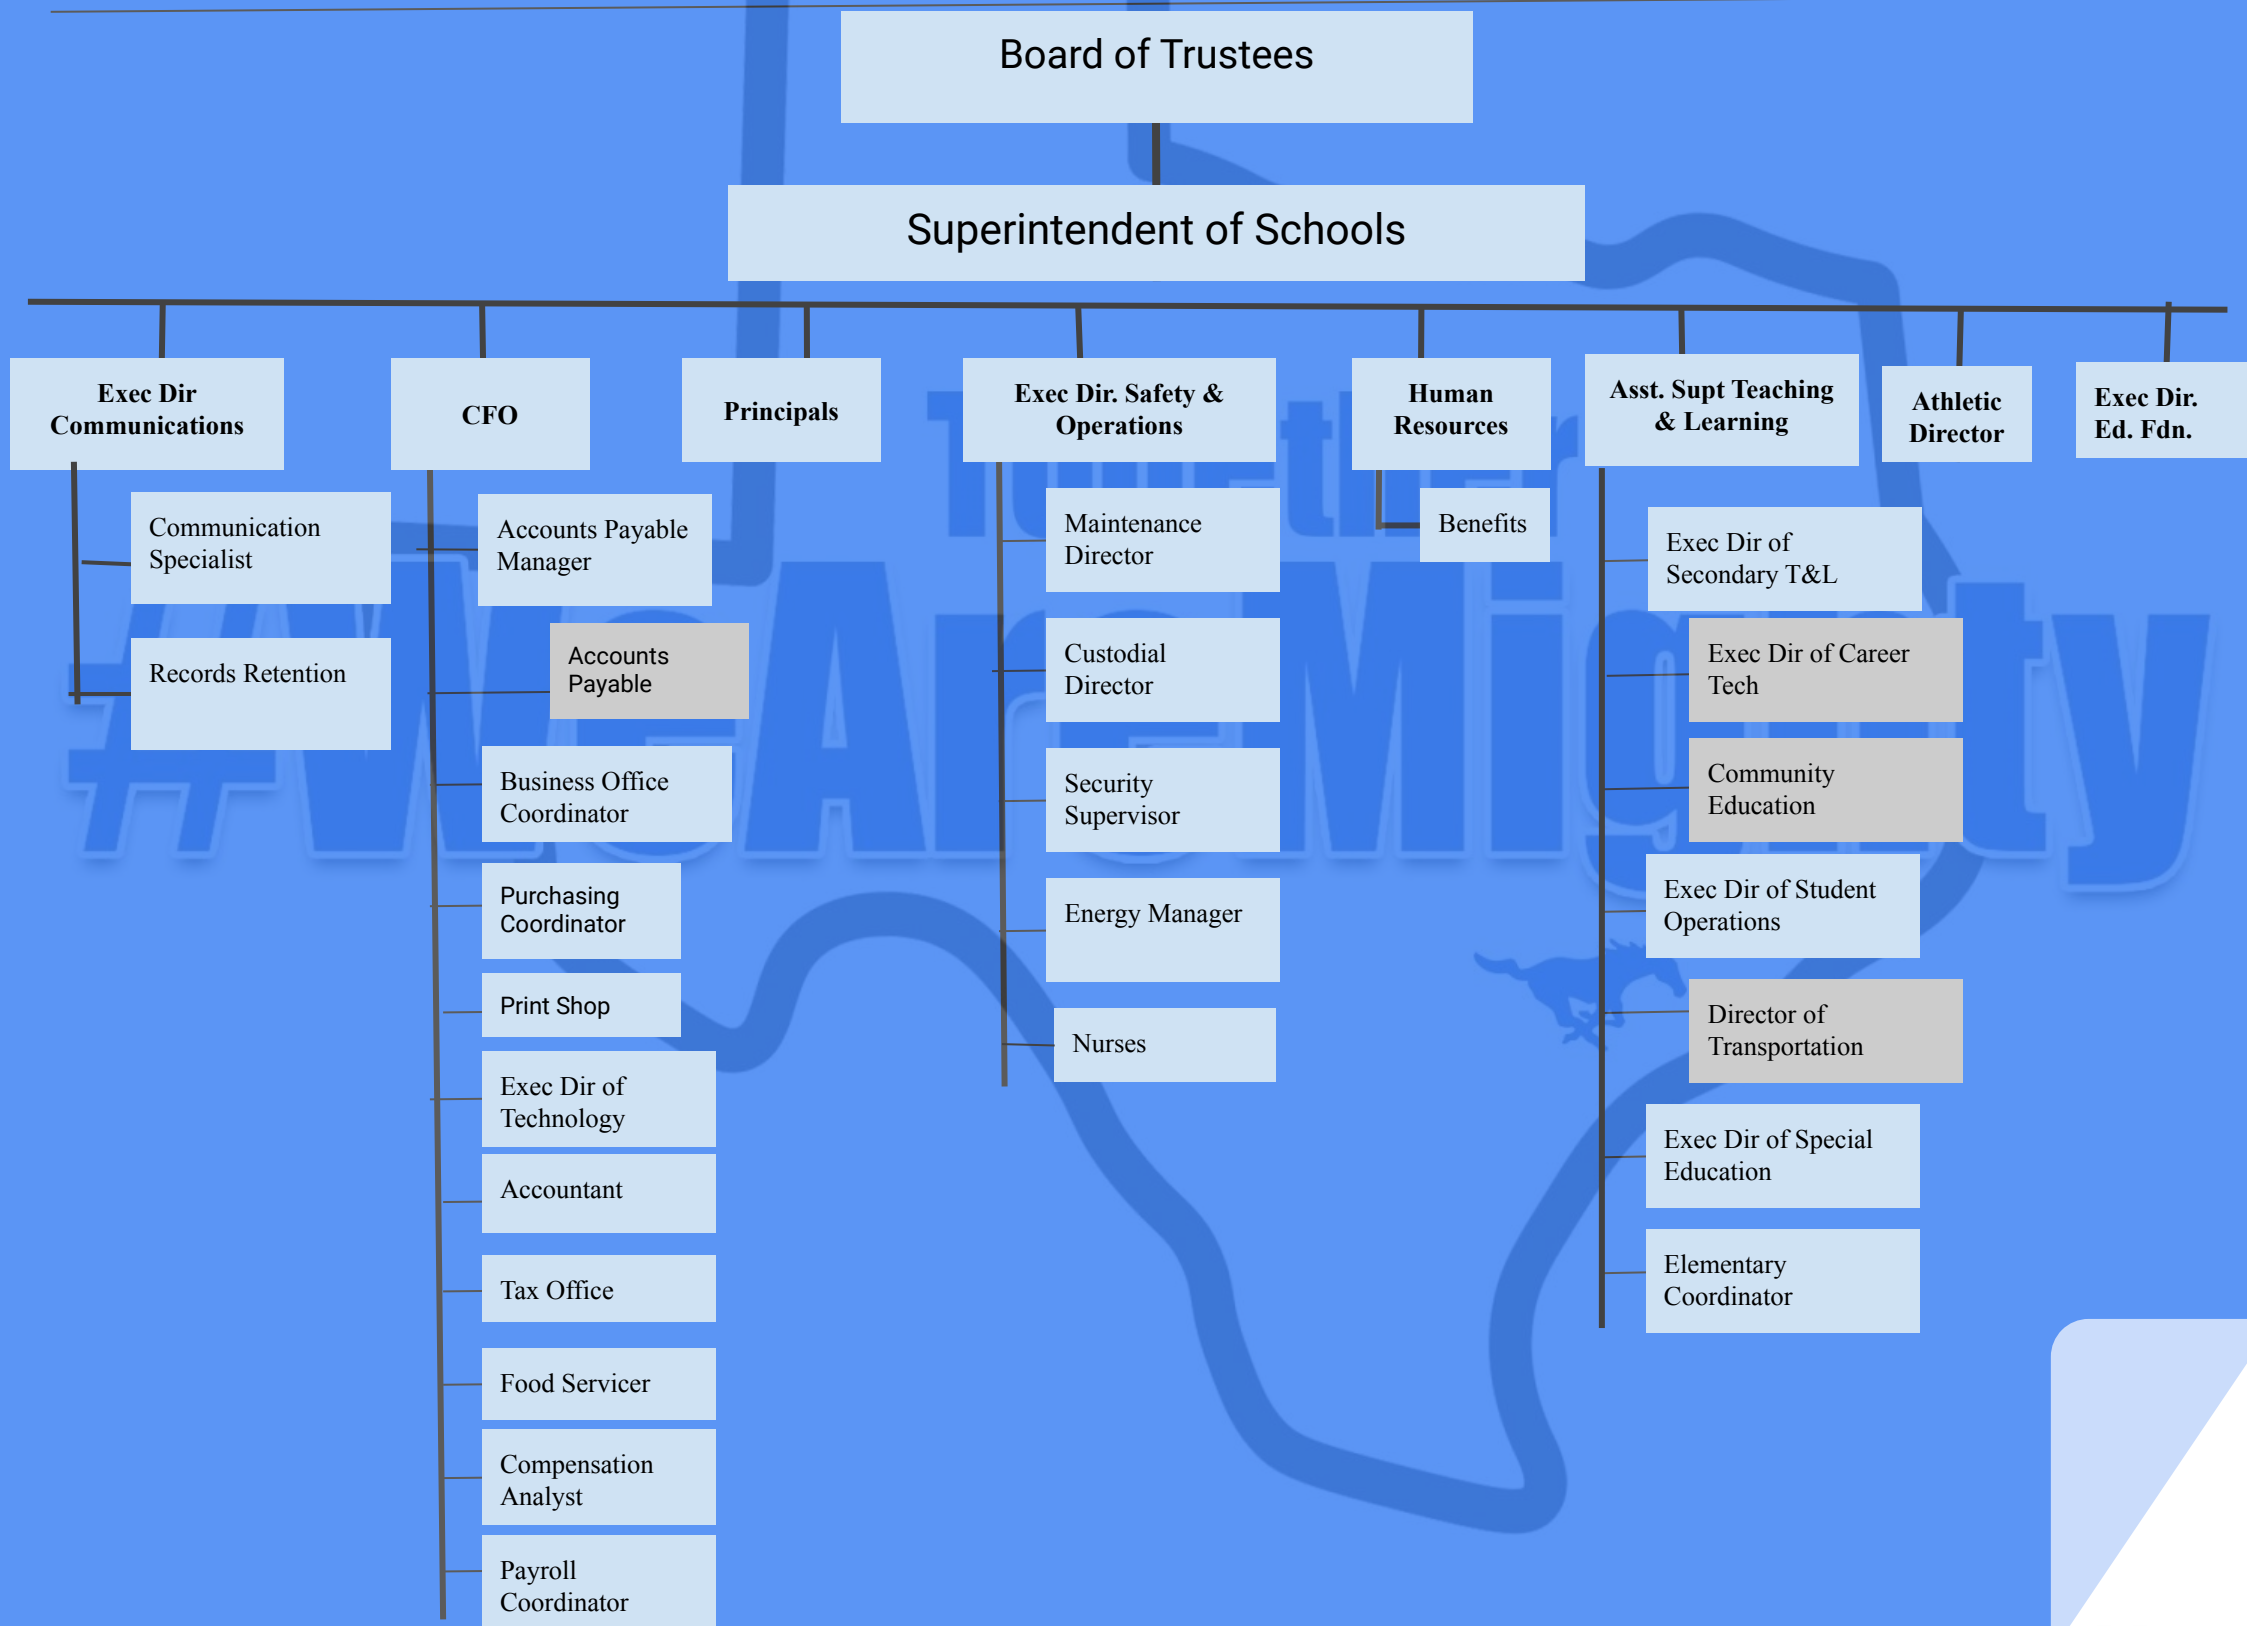 Board of Trustees
Superintendent of Schools
Exec Dir
Communications
CFO
Principals
Exec Dir. Safety &
Operations
Human
Resources
Asst. Supt Teaching
& Learning
Athletic
Director
Exec Dir.
Ed. Fdn.
Communication
Specialist
Records Retention
Accounts Payable
Manager
Accounts
Payable
Business Office
Coordinator
Purchasing
Coordinator
Print Shop
Exec Dir of
Technology
Accountant
Tax Office
Food Servicer
Compensation
Analyst
Payroll
Coordinator
Maintenance
Director
Custodial
Director
Security
Supervisor
Energy Manager
Nurses
Benefits
Exec Dir of
Secondary T&L
Exec Dir of Career
Tech
Community
Education
Exec Dir of Student
Operations
Director of
Transportation
Exec Dir of Special
Education
Elementary
Coordinator
Together
#WeAreMighty